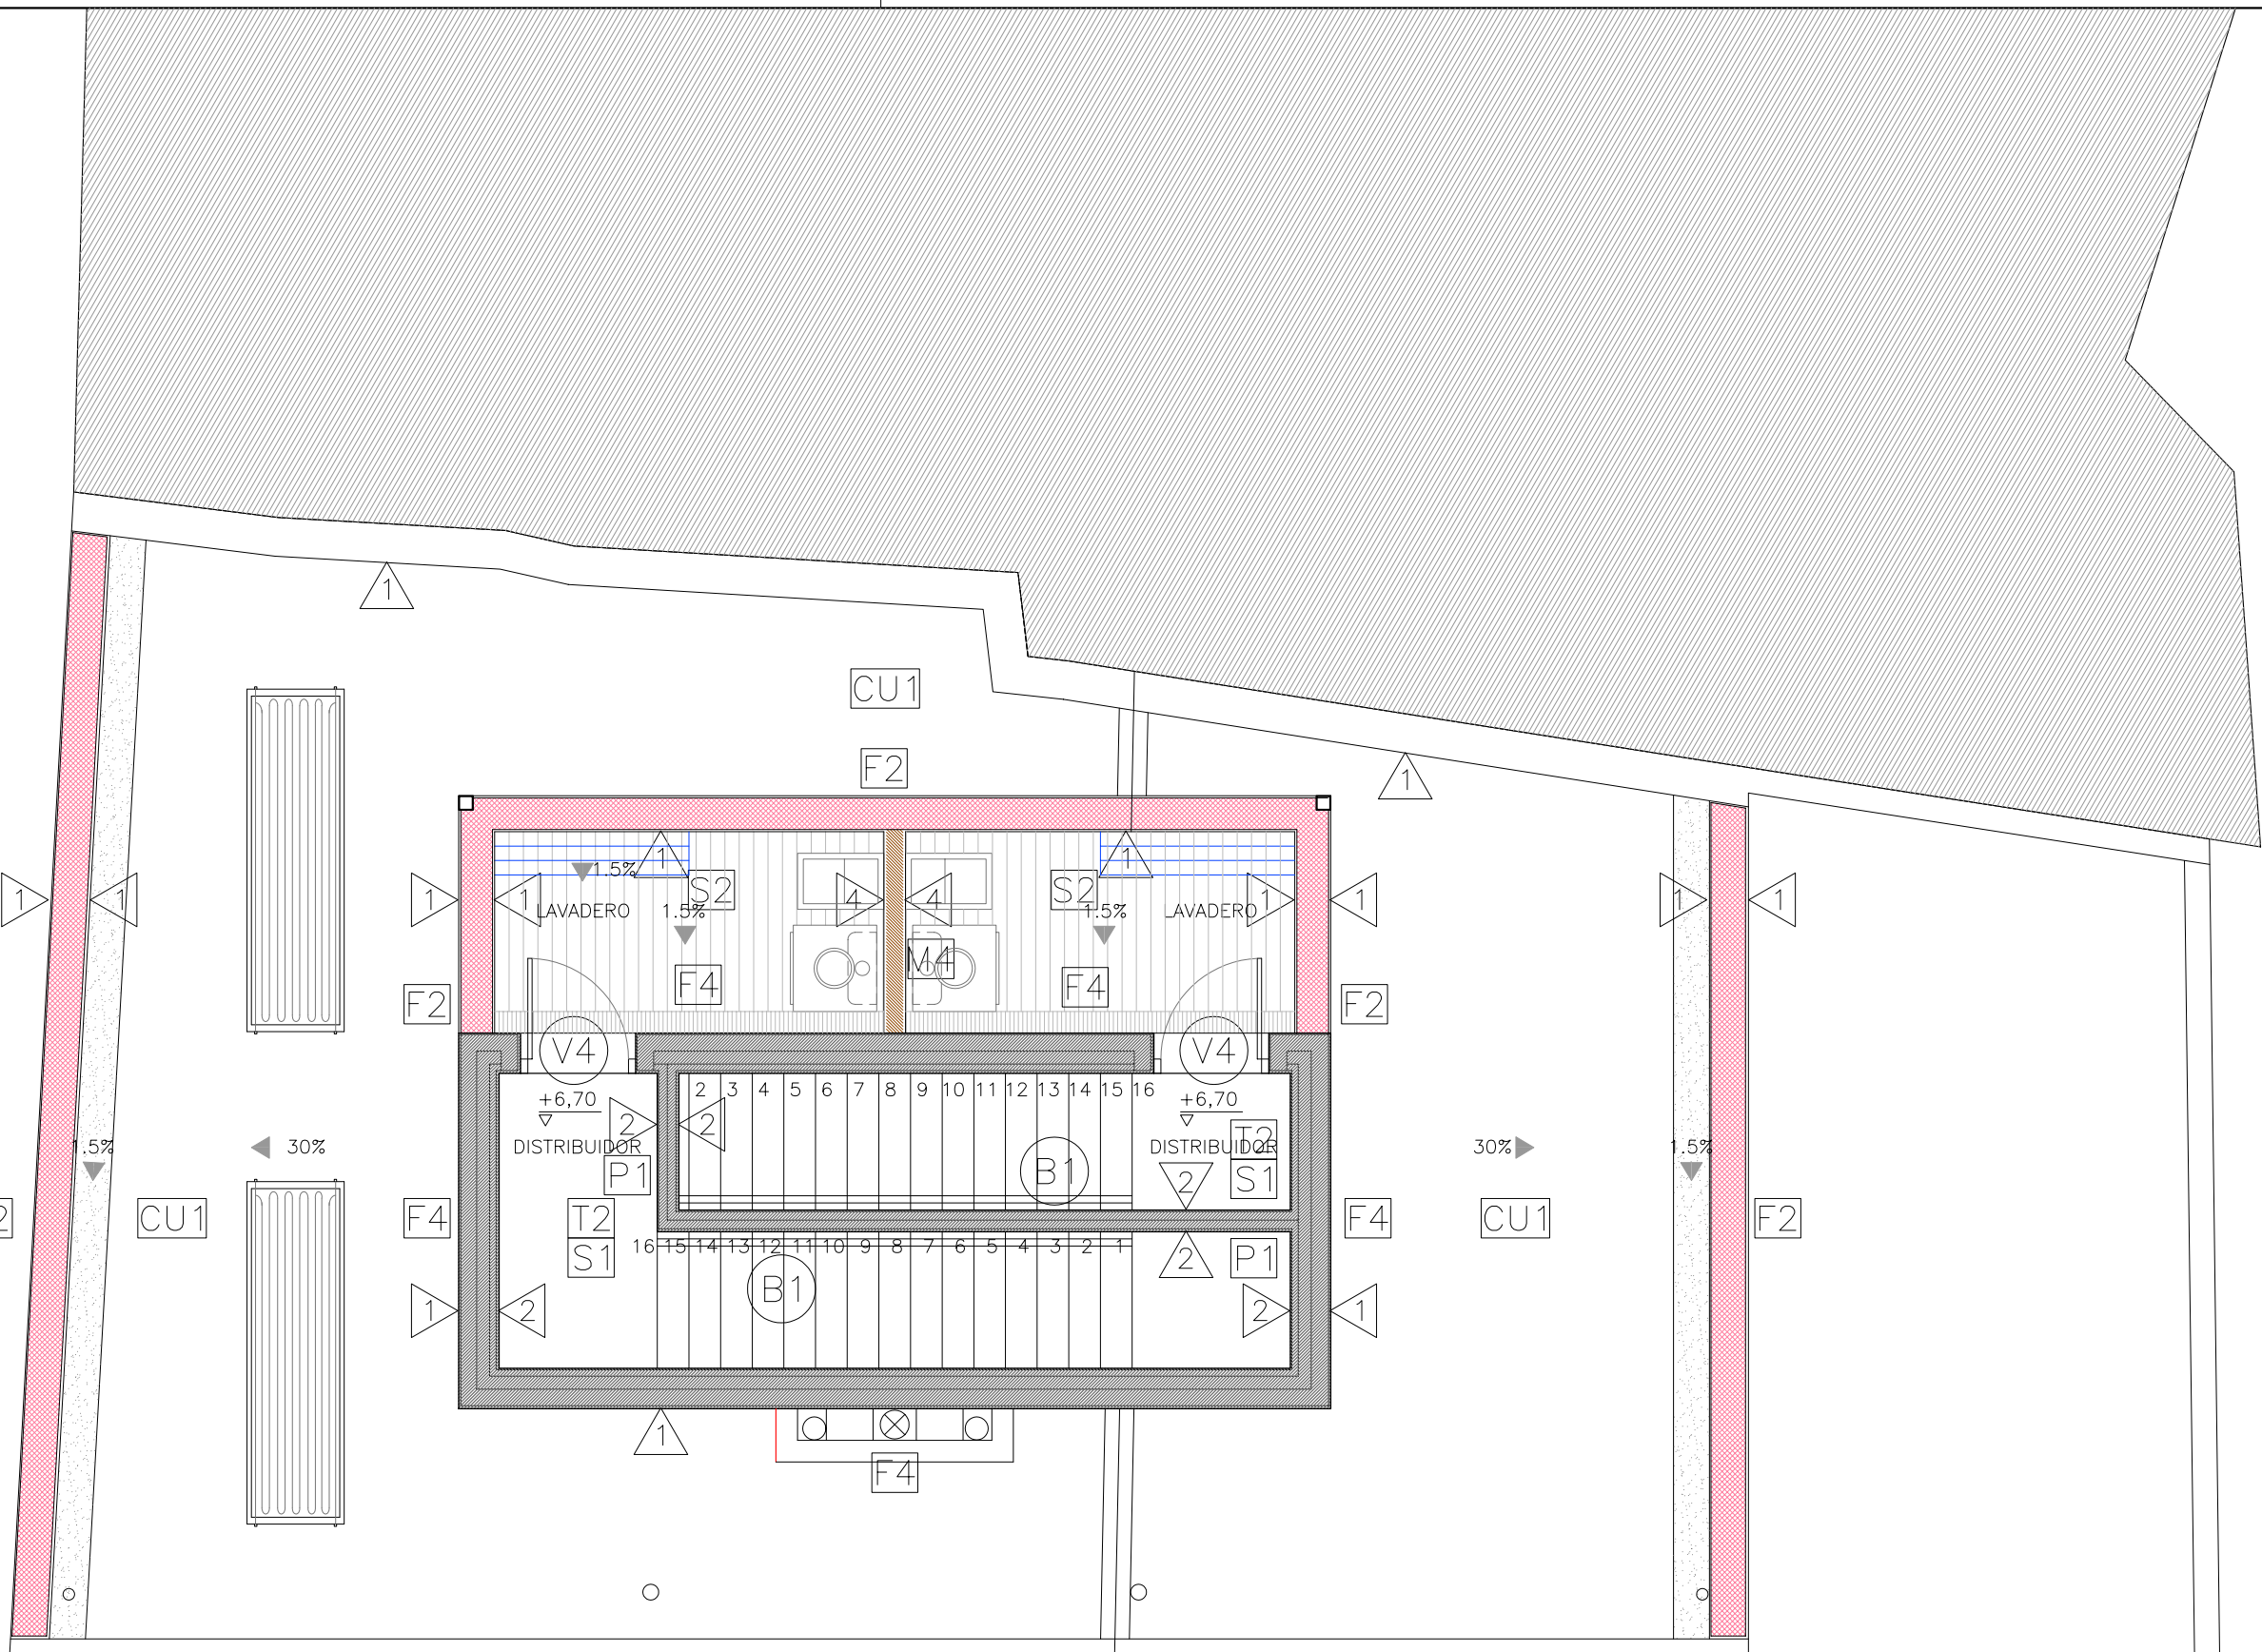 1
CU1
F2
1
1
1
1.5%
S2
S2
1
1
1
1
4
4
1
1
1
1
LAVADERO
1.5%
1.5%
LAVADERO
M4
F4
F4
F2
F2
V4
V4
2 3 4 5 6 7 8 9 10 11 12 13 14 15 16
+6,70
+6,70
2
2
T2
1.5%
30%
DISTRIBUIDOR
DISTRIBUIDOR
30%
1.5%
P1
B1
2
S1
CU1
F4
T2
F4
CU1
F2
16 15 14 13 12 11 10 9 8 7 6 5 4 3 2 1
S1
2
P1
B1
1
2
2
1
1
F4